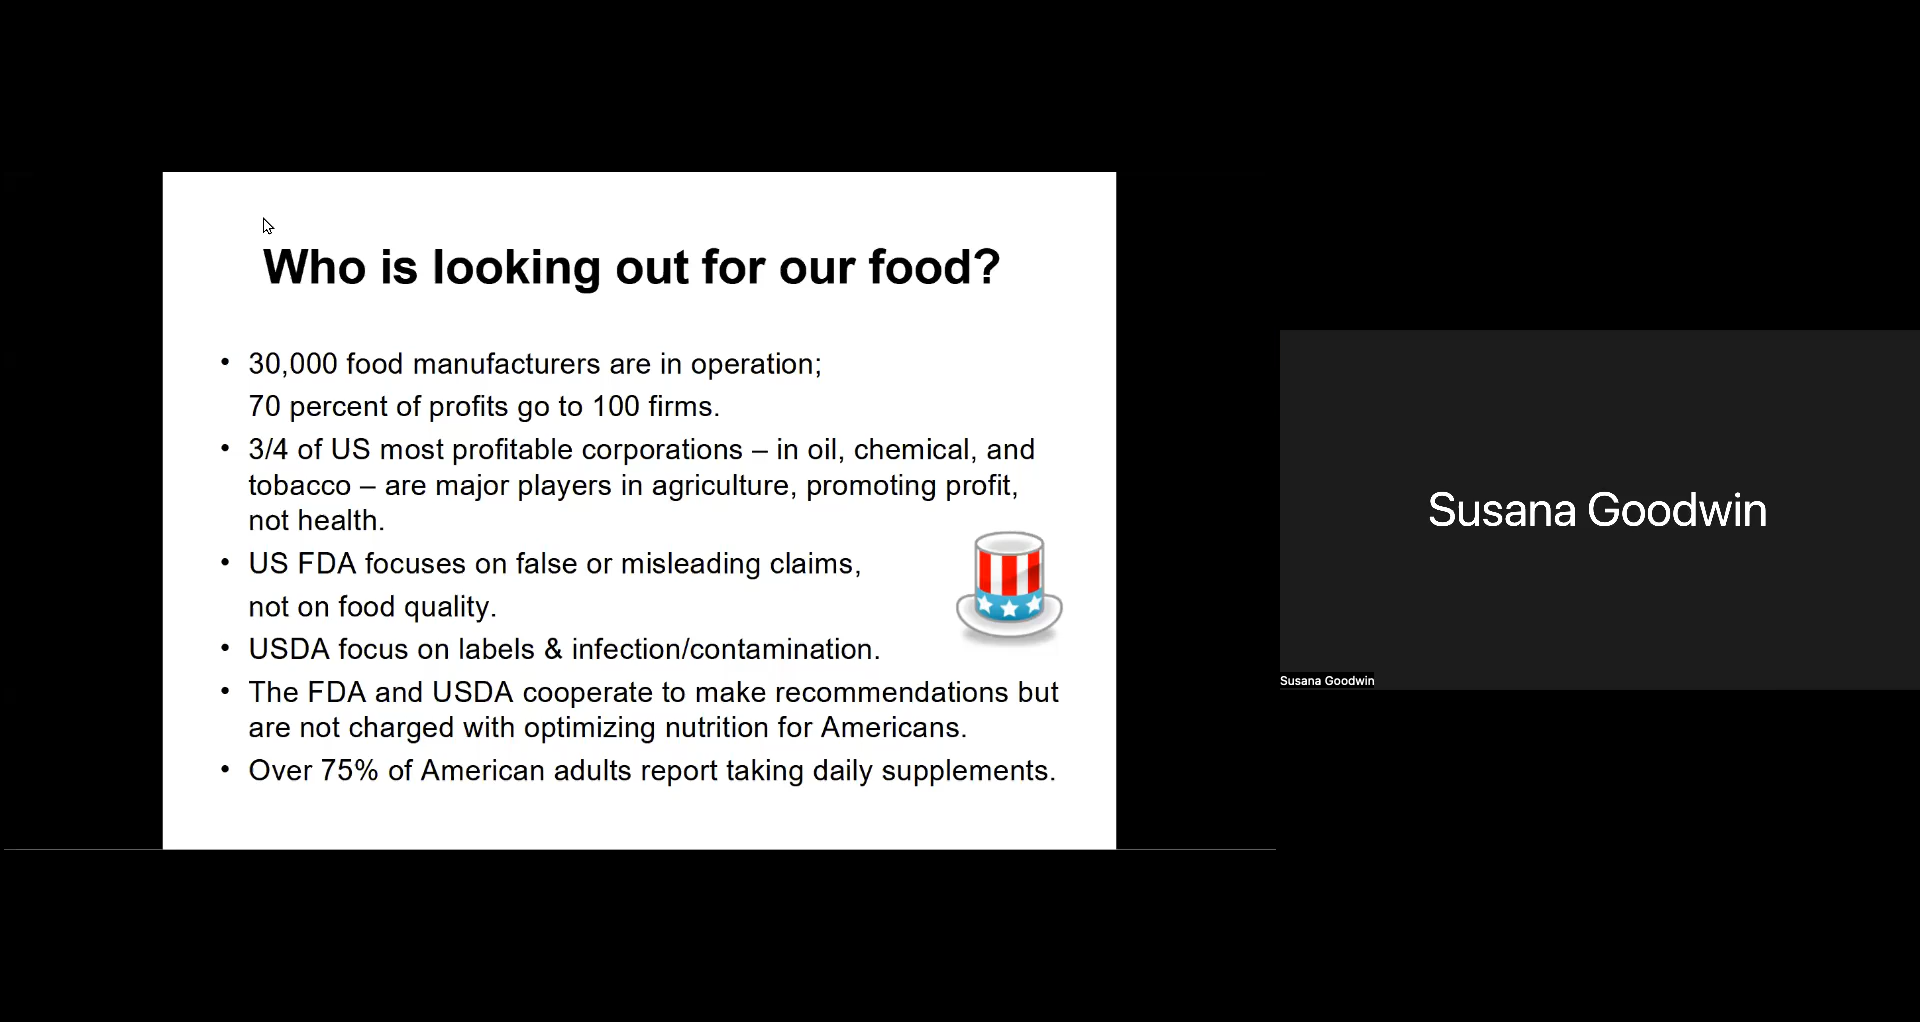 Who is looking out for our food?
• 30,000 food manufacturers are in operation;
70 percent of profits go to 100 firms.
• 3/4 of US most profitable corporations – in oil, chemical, and
tobacco – are major players in agriculture, promoting profit,
not health.
• US FDA focuses on false or misleading claims,
not on food quality.
• USDA focus on labels & infection/contamination.
• The FDA and USDA cooperate to make recommendations but
are not charged with optimizing nutrition for Americans.
• Over 75% of American adults report taking daily supplements.
Susana Goodwin
Susana Goodwin